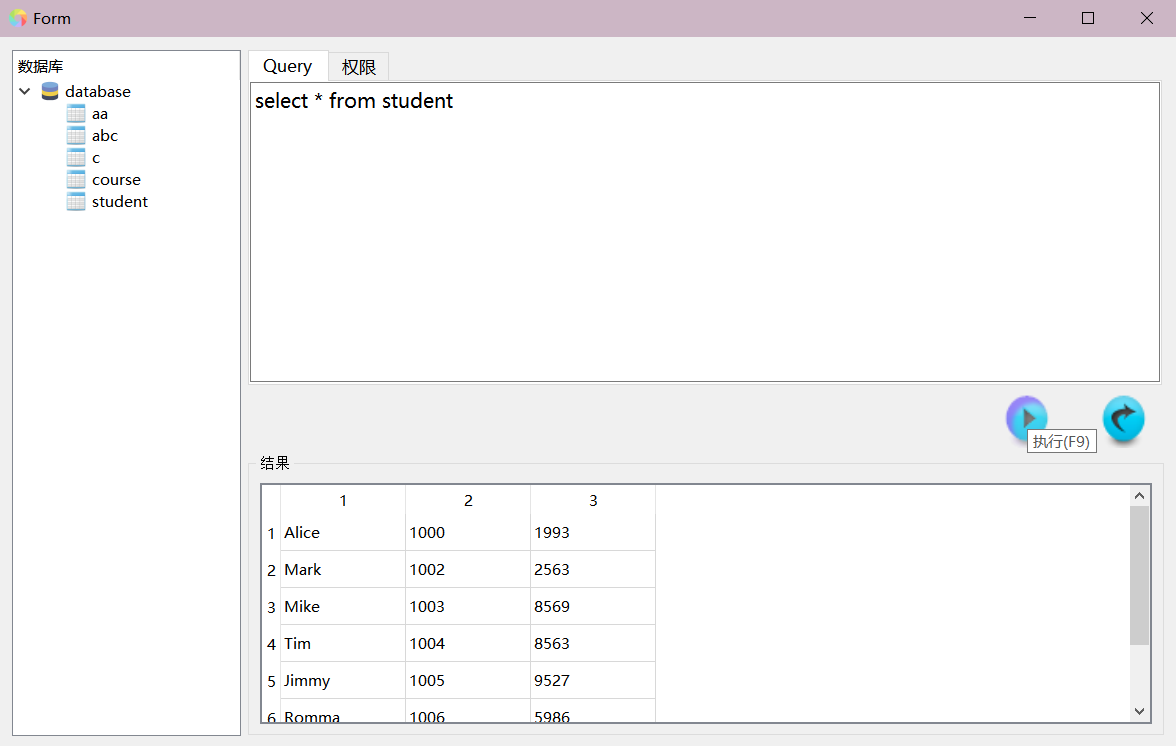 Form
数据库
database
aa
abc
c
course
student
Query 权限
select * from student
执行(F9)
结果
1 2 3
1 Alice 1000 1993
2 Mark 1002 2563
3 Mike 1003 8569
4 Tim 1004 8563
5 Jimmy 1005 9527
6 Romma 1006 5986